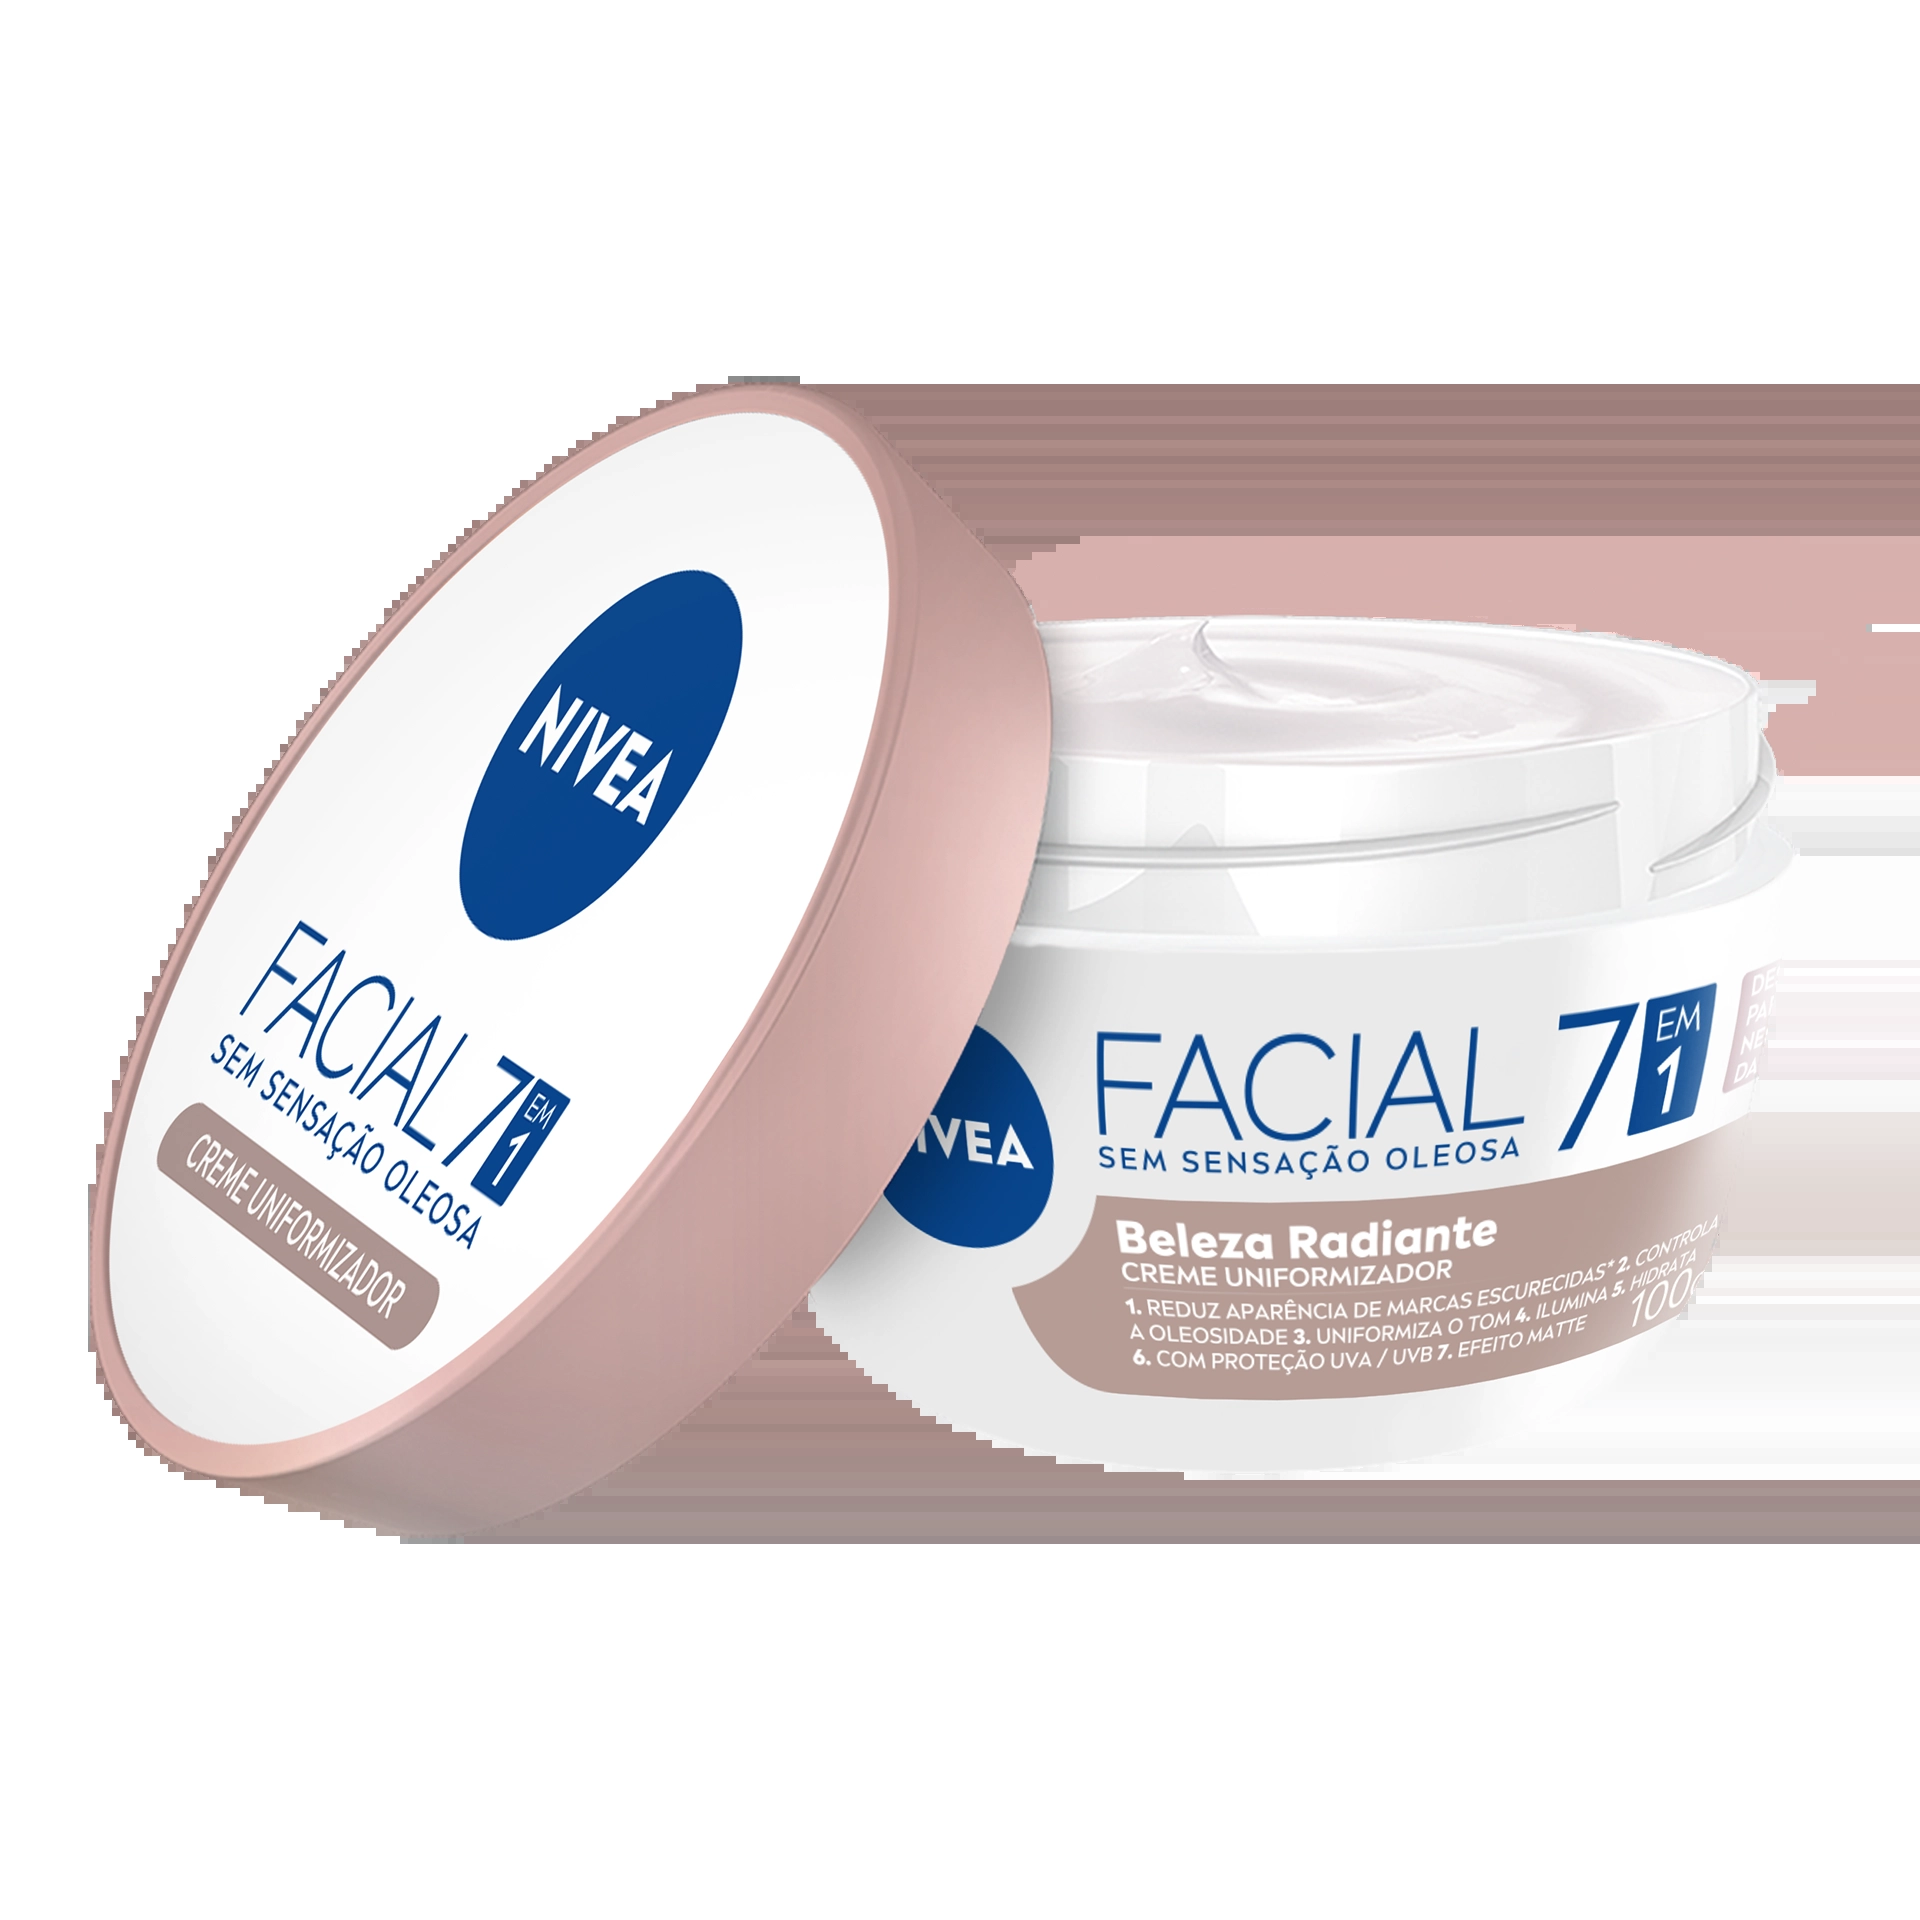 NIVEA
FACIAL 7 EM 1
SEM SENSAÇÃO OLEOSA
CREME UNIFORMIZADOR
FACIAL 7 EM 1
SEM SENSAÇÃO OLEOSA
Beleza Radiante
CREME UNIFORMIZADOR
1. REDUZ APARÊNCIA DE MARCAS ESCURECIDAS* 2. CONTROLA
A OLEOSIDADE 3. UNIFORMIZA O TOM 4. ILUMINA 5. HIDRATA
6. COM PROTEÇÃO UVA / UVB 7. EFEITO MATTE
100g